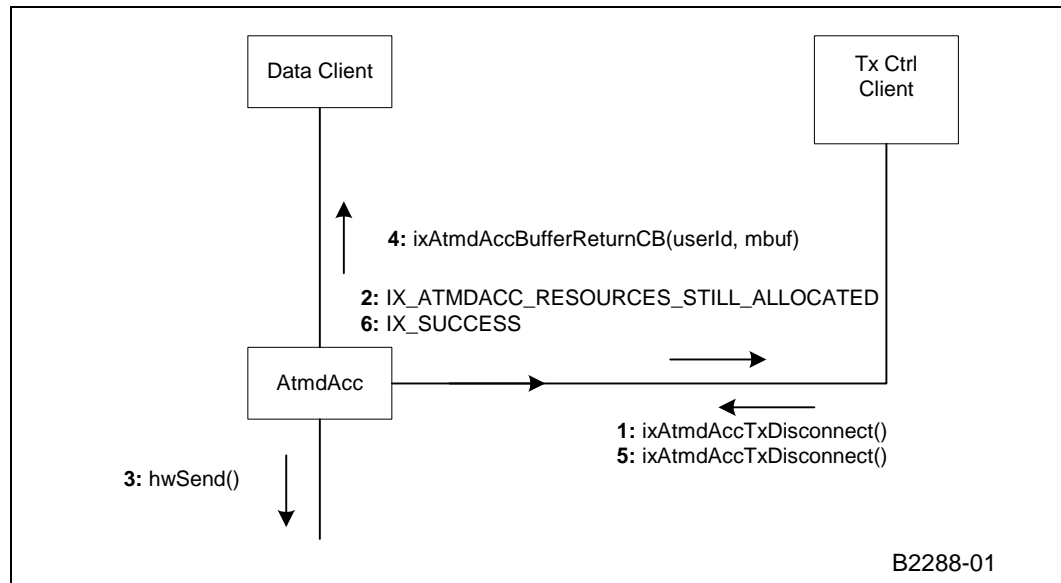 Data Client
Tx Ctrl
Client
4: ixAtmdAccBufferReturnCB(userId, mbuf)
2: IX_ATMDACC_RESOURCES_STILL_ALLOCATED
6: IX_SUCCESS
AtmdAcc
1: ixAtmdAccTxDisconnect()
5: ixAtmdAccTxDisconnect()
3: hwSend()
B2288-01